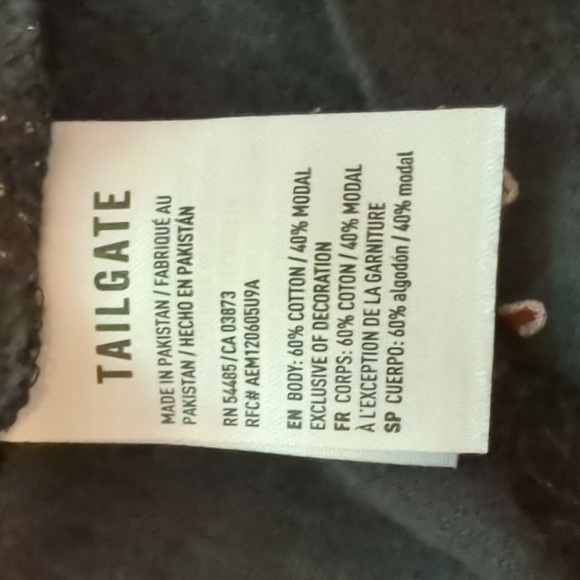 TAILGATE
MADE IN PAKISTAN / FABRIQUÉ AU
PAKISTAN / HECHO EN PAKISTÁN
RN 54485 / CA 03873
RFC# AEM120605U9A
EN BODY: 60% COTTON / 40% MODAL
EXCLUSIVE OF DECORATION
FR CORPS: 60% COTON / 40% MODAL
À L'EXCEPTION DE LA GARNITURE
SP CUERPO: 60% algodón / 40% modal